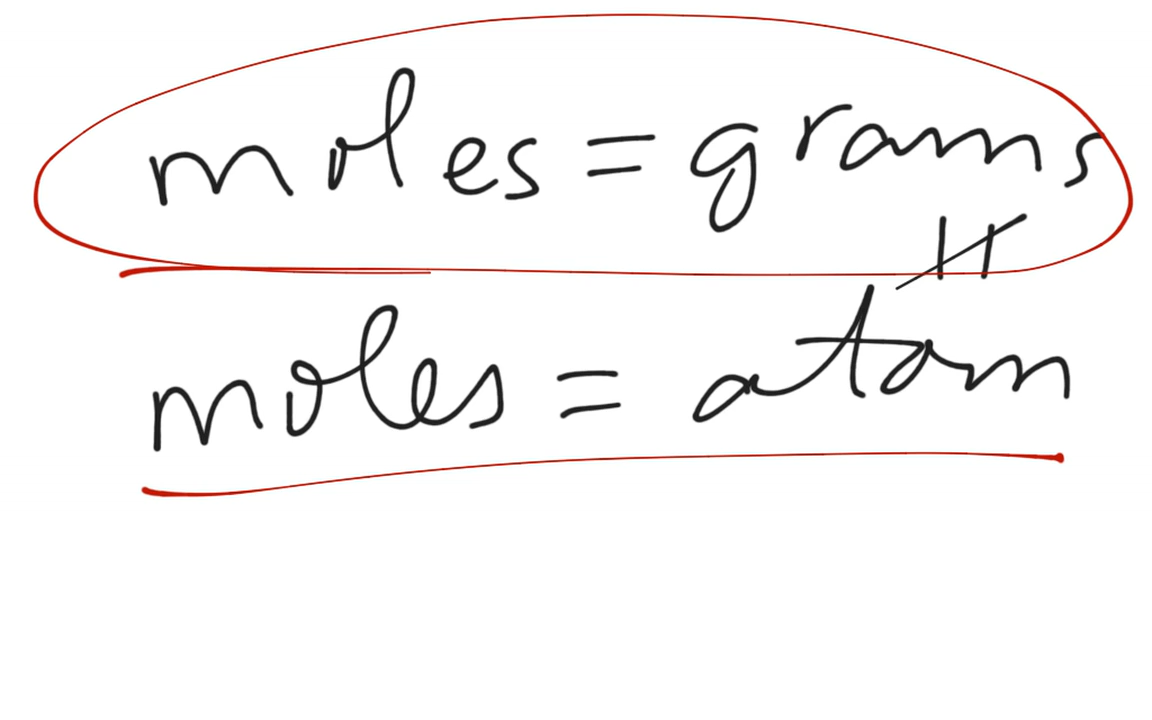 moles = grams
moles = atom